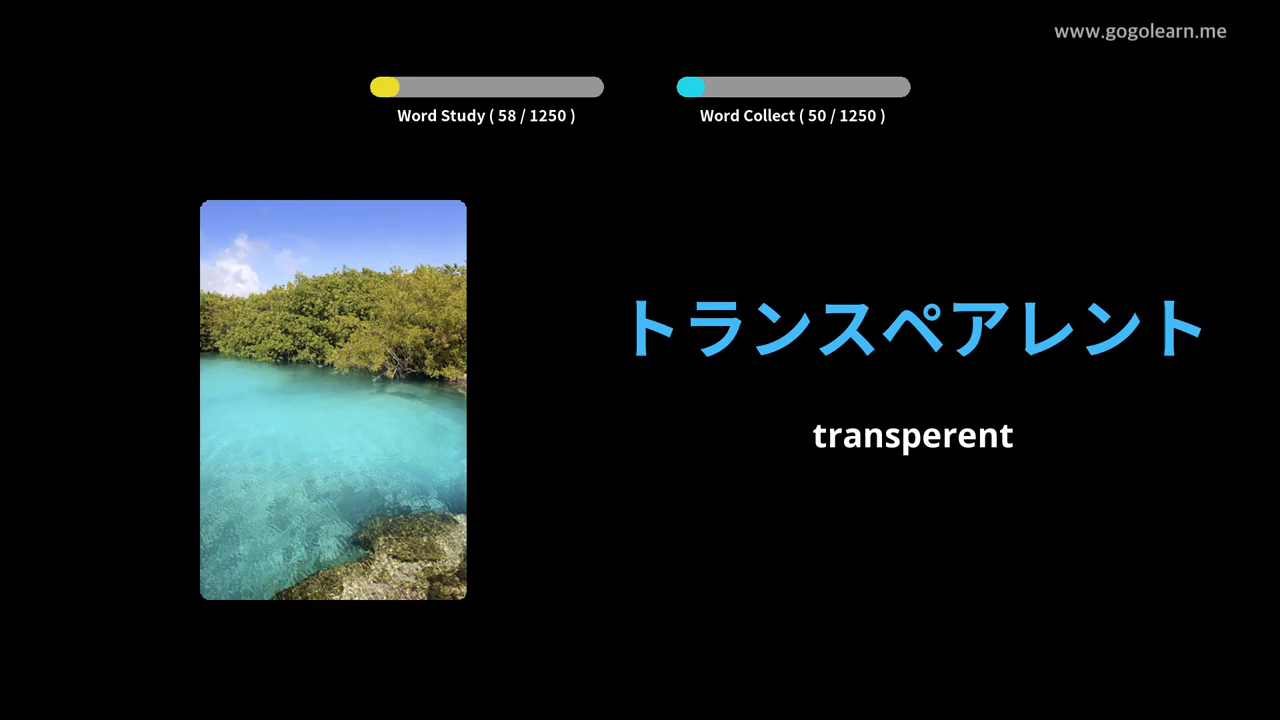 www.gogolearn.me
Word Study ( 58 / 1250 )
Word Collect ( 50 / 1250 )
トランスペアレント
transperent